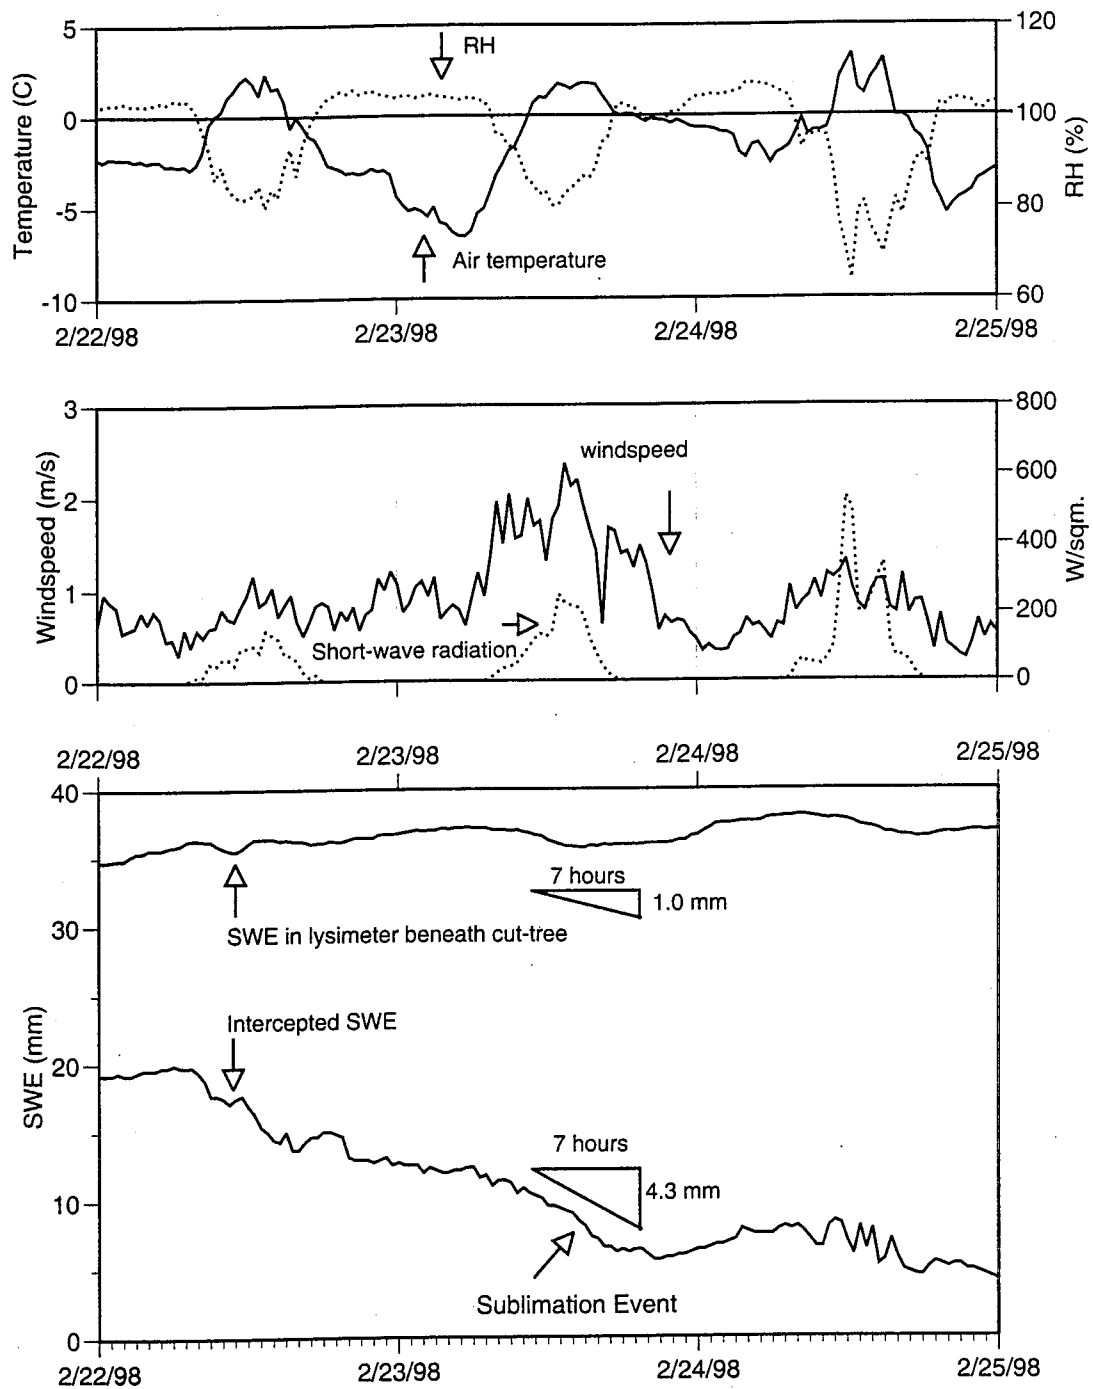 5
0
-5
-10
Temperature (C)
120
100
80
60
RH (%)
RH
Air temperature
2/22/98
2/23/98
2/24/98
2/25/98
3
2
1
0
Windspeed (m/s)
800
600
400
200
0
W/sqm.
windspeed
Short-wave radiation
2/22/98
2/23/98
2/24/98
2/25/98
40
30
20
10
0
SWE (mm)
7 hours
1.0 mm
SWE in lysimeter beneath cut-tree
Intercepted SWE
7 hours
4.3 mm
Sublimation Event
2/22/98
2/23/98
2/24/98
2/25/98